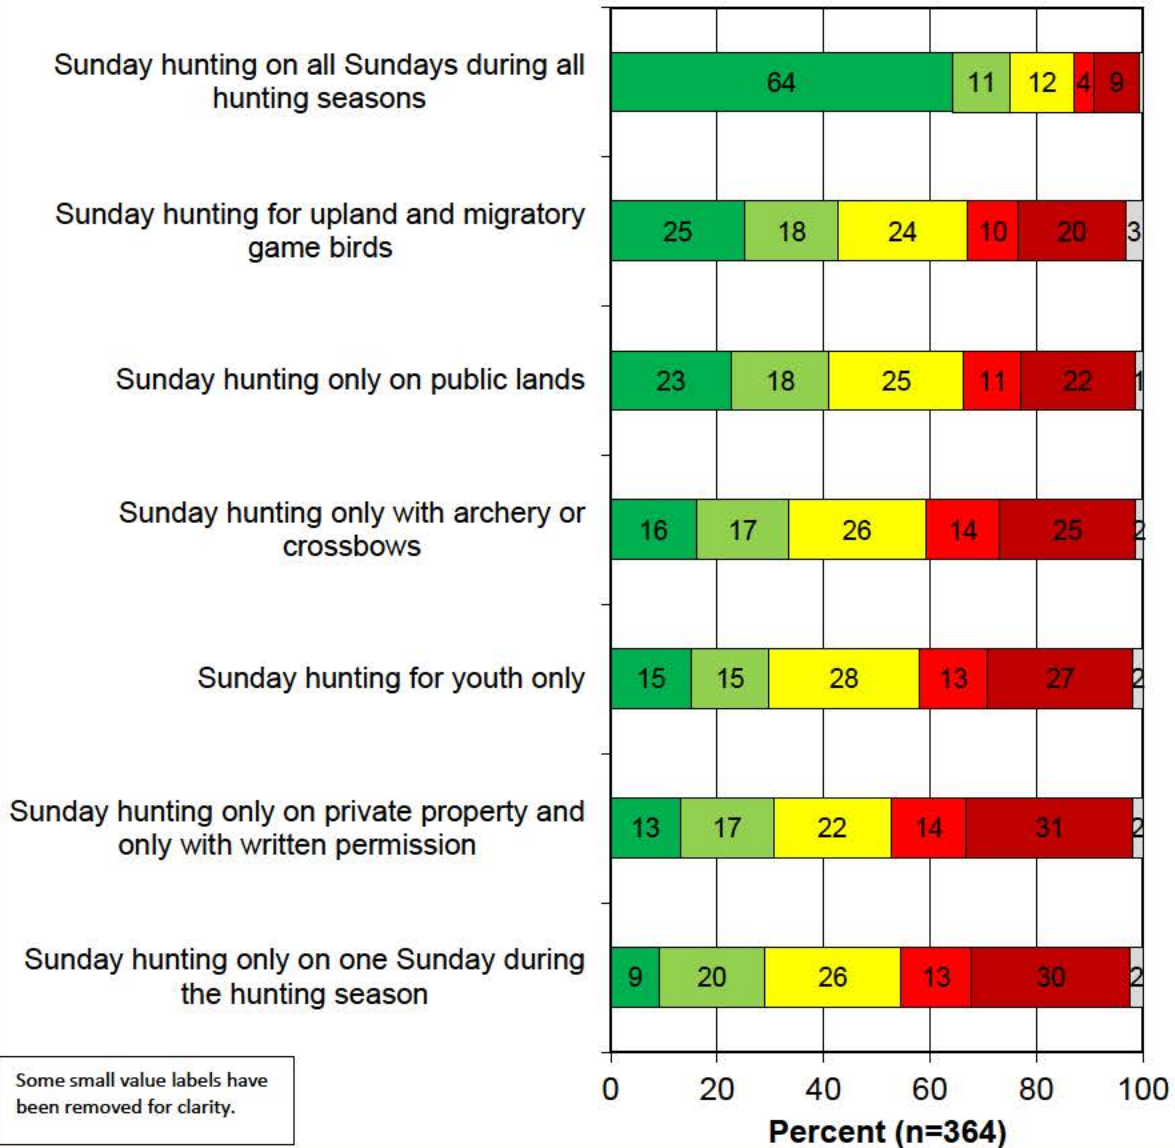 Sunday hunting on all Sundays during all
hunting seasons
64 11 12 4 9
Sunday hunting for upland and migratory
game birds
25 18 24 10 20 3
Sunday hunting only on public lands
23 18 25 11 22 1
Sunday hunting only with archery or
crossbows
16 17 26 14 25 2
Sunday hunting for youth only
15 15 28 13 27 2
Sunday hunting only on private property and
only with written permission
13 17 22 14 31 2
Sunday hunting only on one Sunday during
the hunting season
9 20 26 13 30 2
Some small value labels have
been removed for clarity.
0 20 40 60 80 100
Percent (n=364)